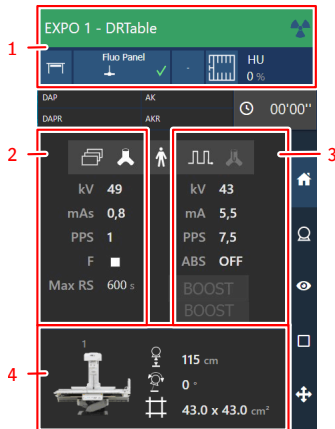 EXPO 1 - DRTable
1
Fluo Panel
-
HU
0 %
DAP
AK
DAPR
AKR
00'00''
2
3
kV 49
kV 43
mAs 0,8
mA 5,5
PPS 1
PPS 7,5
F
ABS OFF
Max RS 600 s
BOOST
BOOST
4
1
115 cm
0 °
43.0 x 43.0 cm²